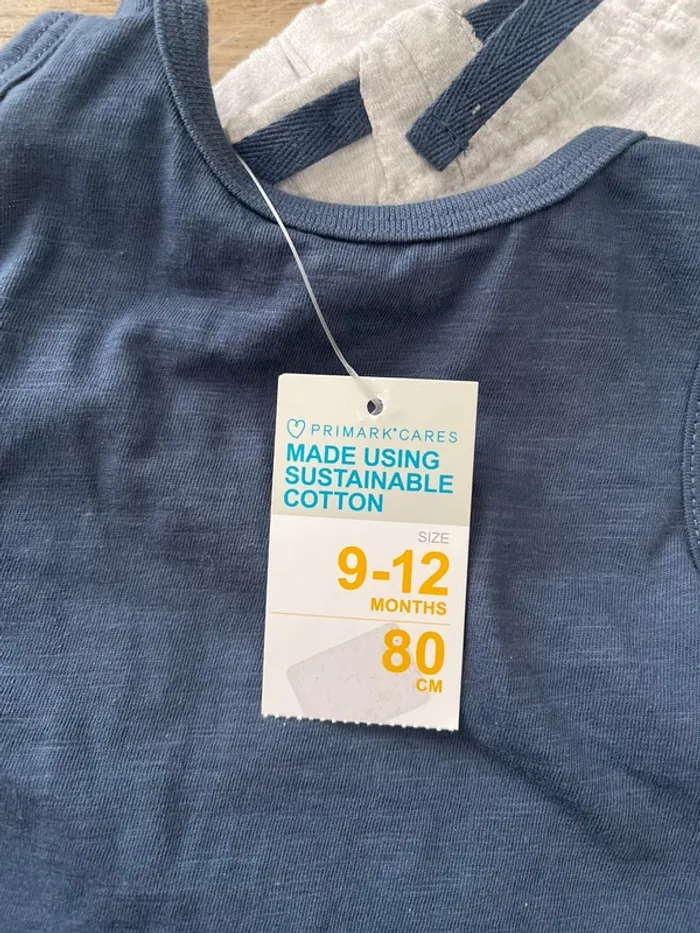 PRIMARK*CARES
MADE USING
SUSTAINABLE
COTTON
SIZE
9-12
MONTHS
80
CM